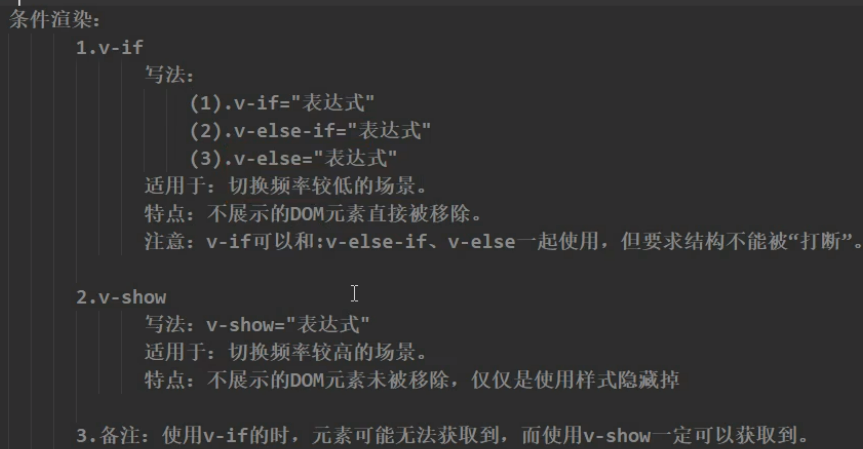 条件渲染：
1.v-if
写法：
(1).v-if="表达式"
(2).v-else-if="表达式"
(3).v-else="表达式"
适用于：切换频率较低的场景。
特点：不展示的DOM元素直接被移除。
注意：v-if可以和:v-else-if、v-else一起使用，但要求结构不能被“打断”。
2.v-show
写法：v-show="表达式"
适用于：切换频率较高的场景。
特点：不展示的DOM元素未被移除，仅仅是使用样式隐藏掉
3.备注：使用v-if的时，元素可能无法获取到，而使用v-show一定可以获取到。